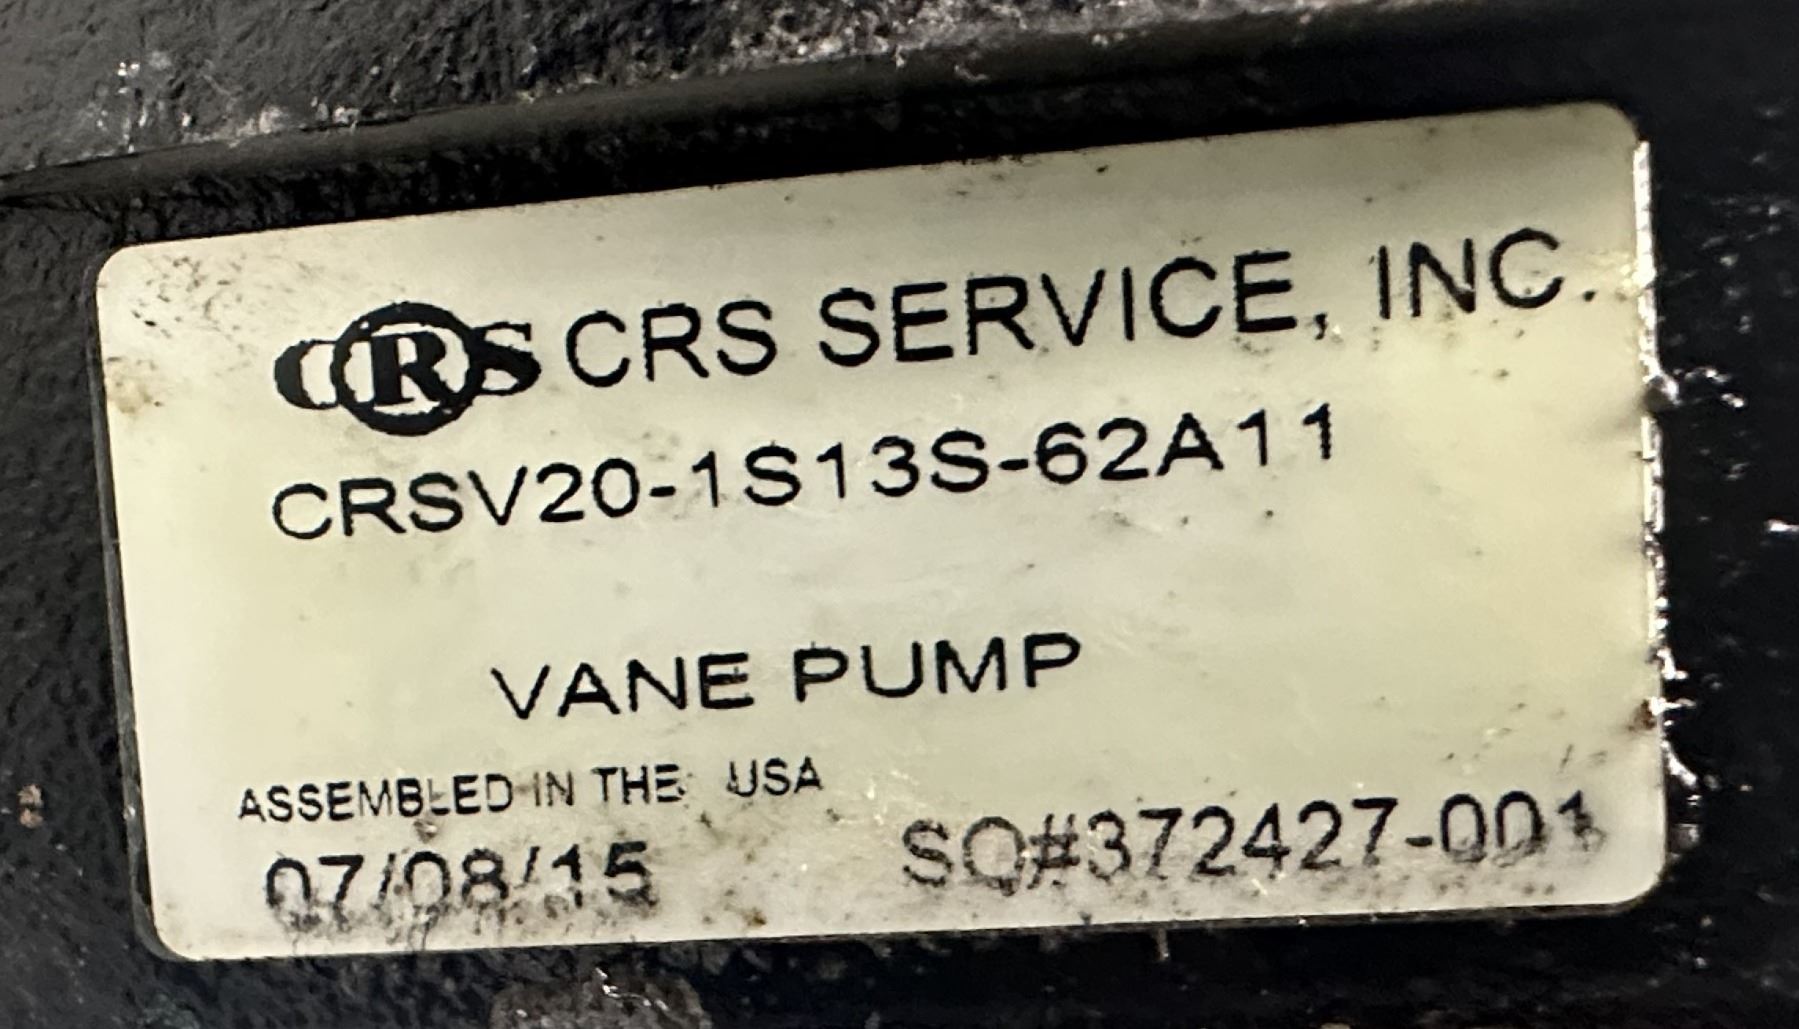 CRS CRS SERVICE, INC.
CRSV20-1S13S-62A11
VANE PUMP
ASSEMBLED IN THE USA
07/08/15 SO#372427-001